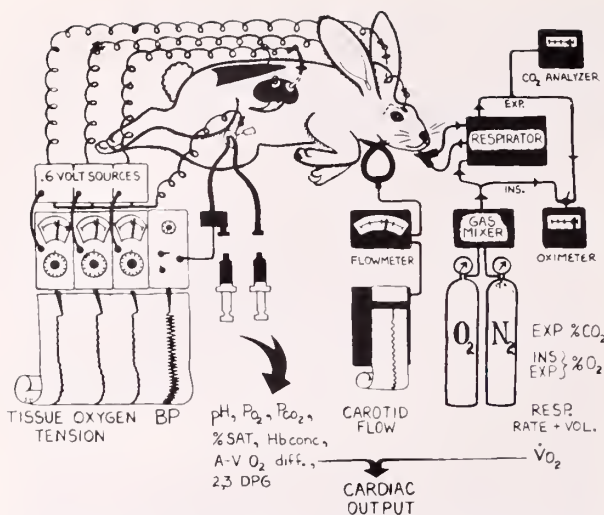 CO₂ ANALYZER
EXP.
RESPIRATOR
INS.
.6 VOLT SOURCES
GAS
MIXER
OXIMETER
FLOWMETER
O₂ N₂
EXP %CO₂
INS } %O₂
EXP }
TISSUE OXYGEN
TENSION
BP
pH, PO₂, PCO₂,
% SAT, Hb conc,
A-V O₂ diff.,
2,3 DPG
CAROTID
FLOW
RESP.
RATE + VOL.
V̇O₂
CARDIAC
OUTPUT